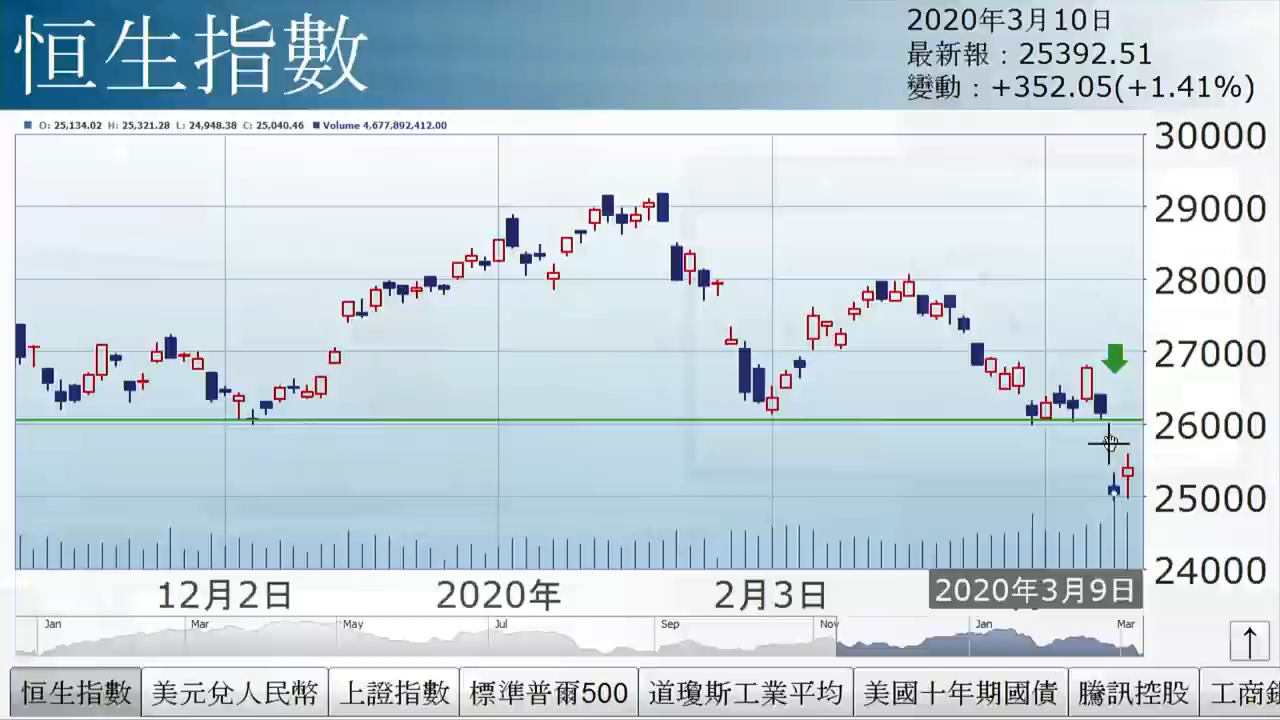 恒生指數
2020年3月10日
最新報：25392.51
變動：+352.05(+1.41%)
O: 25,134.02 H: 25,321.28 L: 24,948.38 C: 25,040.46 Volume 4,677,892,412.00
30000
29000
28000
27000
26000
25000
24000
12月2日 2020年 2月3日 2020年3月9日
Jan Mar May Jul Sep Nov Jan Mar
恒生指數 美元兌人民幣 上證指數 標準普爾500 道瓊斯工業平均 美國十年期國債 騰訊控股 工商